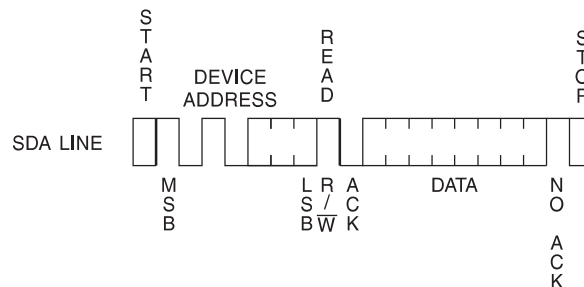 START
DEVICE
ADDRESS
READ
STOP
SDA LINE
MSB
LSB
R/W
ACK
DATA
NO ACK